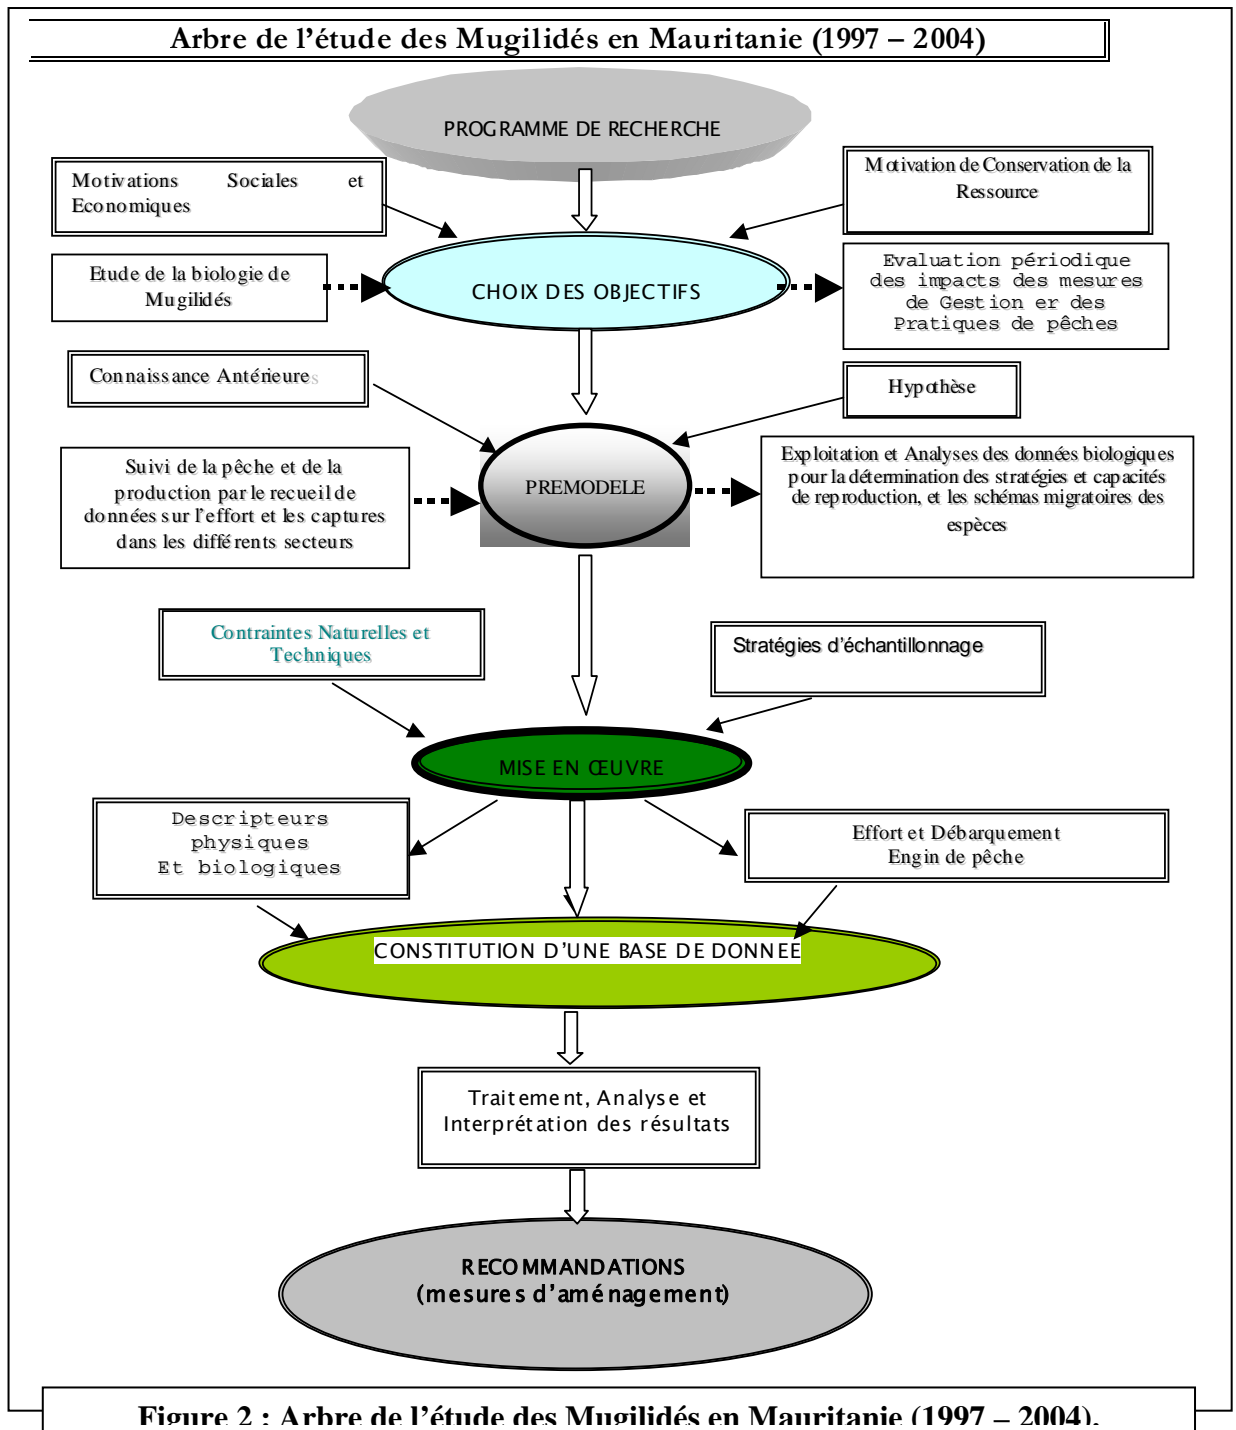 Arbre de l'étude des Mugilidés en Mauritanie (1997 – 2004)
PROGRAMME DE RECHERCHE
Motivations Sociales et
Economiques
Motivation de Conservation de la
Ressource
Etude de la biologie de
Mugilidés
CHOIX DES OBJECTIFS
Evaluation périodique
des impacts des mesures
de Gestion er des
Pratiques de pêches
Connaissance Antérieures
Hypothèse
Suivi de la pêche et de la
production par le recueil de
données sur l'effort et les captures
dans les différents secteurs
PREMODELE
Exploitation et Analyses des données biologiques
pour la détermination des stratégies et capacités
de reproduction, et les schémas migratoires des
espèces
Contraintes Naturelles et
Techniques
Stratégies d'échantillonnage
MISE EN ŒUVRE
Descripteurs
physiques
Et biologiques
Effort et Débarquement
Engin de pêche
CONSTITUTION D'UNE BASE DE DONNEE
Traitement, Analyse et
Interprétation des résultats
RECOMMANDATIONS
(mesures d'aménagement)
Figure 2 : Arbre de l'étude des Mugilidés en Mauritanie (1997 – 2004).